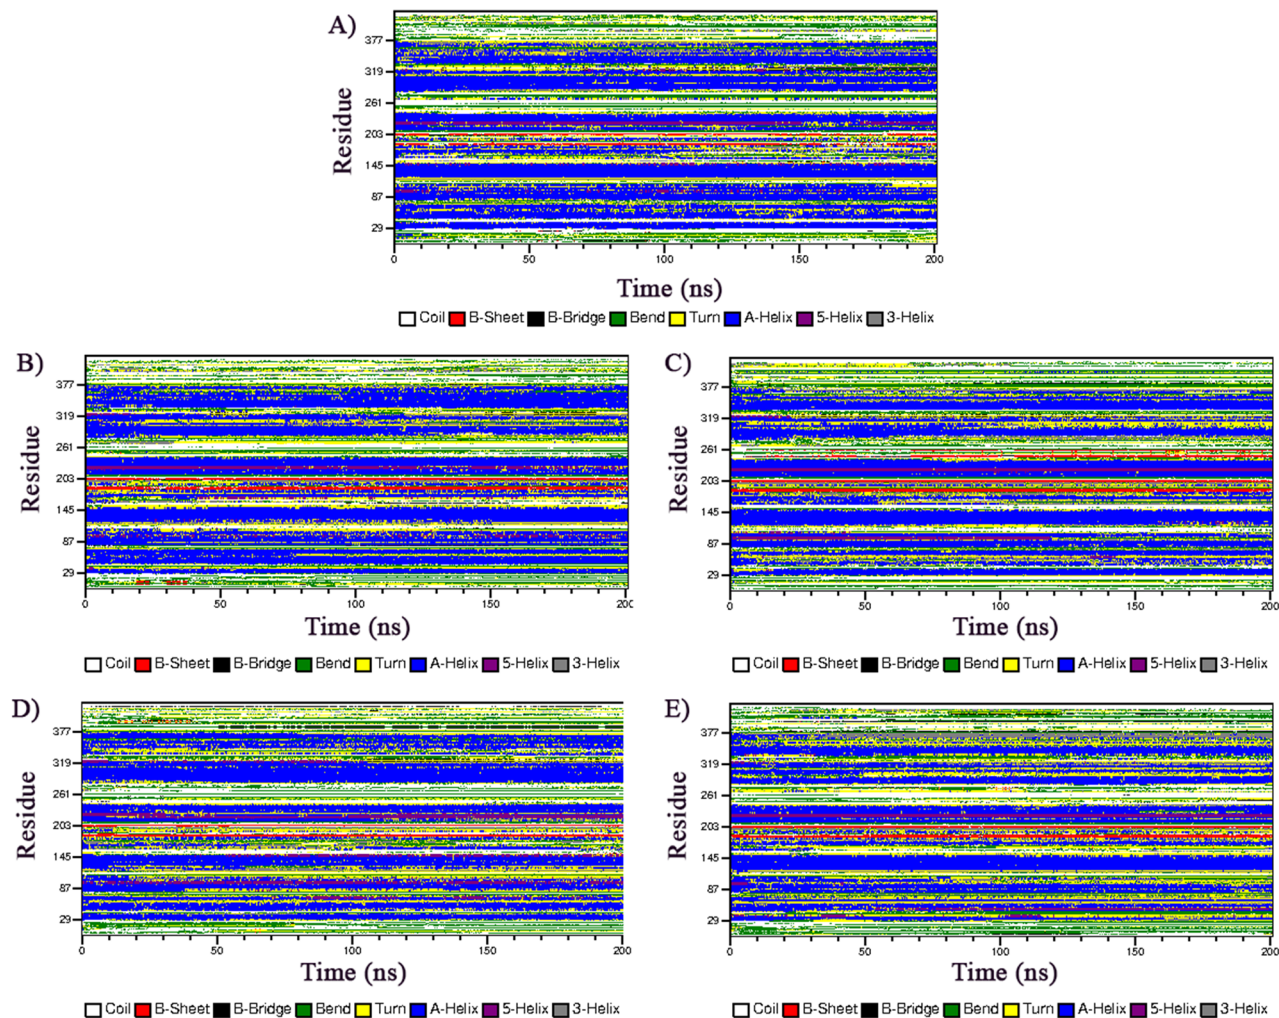 A)
Residue
377
319
261
203
145
87
29
0 50 100 150 200
Time (ns)
Coil B-Sheet B-Bridge Bend Turn A-Helix 5-Helix 3-Helix
B)
Residue
377
319
261
203
145
87
29
0 50 100 150 200
Time (ns)
Coil B-Sheet B-Bridge Bend Turn A-Helix 5-Helix 3-Helix
C)
Residue
377
319
261
203
145
87
29
0 50 100 150 200
Time (ns)
Coil B-Sheet B-Bridge Bend Turn A-Helix 5-Helix 3-Helix
D)
Residue
377
319
261
203
145
87
29
0 50 100 150 200
Time (ns)
Coil B-Sheet B-Bridge Bend Turn A-Helix 5-Helix 3-Helix
E)
Residue
377
319
261
203
145
87
29
0 50 100 150 200
Time (ns)
Coil B-Sheet B-Bridge Bend Turn A-Helix 5-Helix 3-Helix